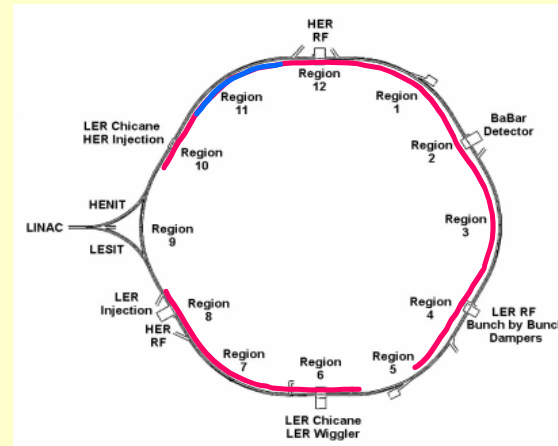 HER
RF
Region
12
Region
1
BaBar
Detector
Region
2
Region
3
Region
4
LER RF
Bunch by Bunch
Dampers
Region
5
Region
6
LER Chicane
LER Wiggler
Region
7
Region
8
LER
Injection
HER
RF
Region
9
LINAC
HENIT
LESIT
Region
10
LER Chicane
HER Injection
Region
11